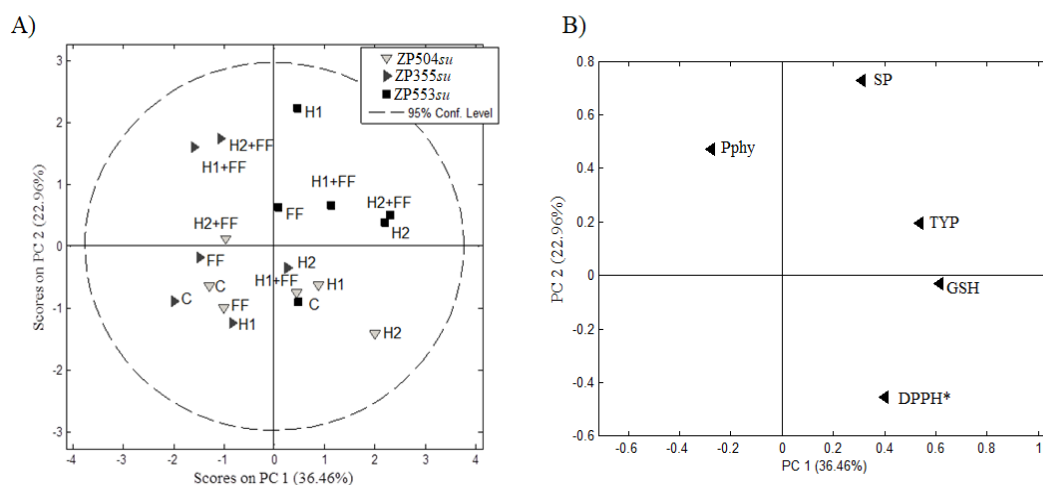 A)
Scores on PC 2 (22.96%)
3
2
1
0
-1
-2
-3
-4
-3
-2
-1
0
1
2
3
4
Scores on PC 1 (36.46%)
ZP504su
ZP355su
ZP553su
95% Conf. Level
H1
H2+FF
H1+FF
H1+FF
FF
H2+FF
H2
H2+FF
FF
H2
H1+FF
H1
C
C
FF
H1
C
H2
B)
PC 2 (22.96%)
0.8
0.6
0.4
0.2
0
-0.2
-0.4
-0.6
-0.6
-0.4
-0.2
0
0.2
0.4
0.6
0.8
1
PC 1 (36.46%)
SP
Pphy
TYP
GSH
DPPH*